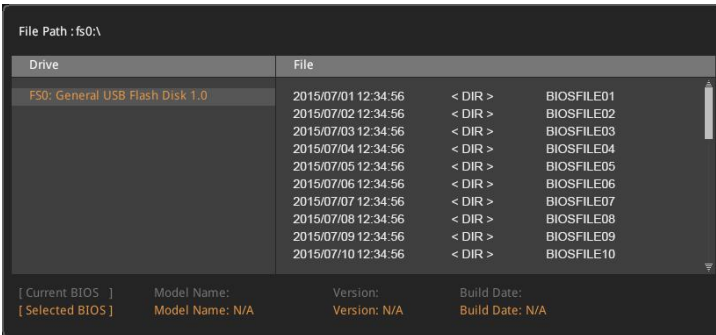 File Path : fs0:\
Drive File
FS0: General USB Flash Disk 1.0
2015/07/01 12:34:56 < DIR > BIOSFILE01
2015/07/02 12:34:56 < DIR > BIOSFILE02
2015/07/03 12:34:56 < DIR > BIOSFILE03
2015/07/04 12:34:56 < DIR > BIOSFILE04
2015/07/05 12:34:56 < DIR > BIOSFILE05
2015/07/06 12:34:56 < DIR > BIOSFILE06
2015/07/07 12:34:56 < DIR > BIOSFILE07
2015/07/08 12:34:56 < DIR > BIOSFILE08
2015/07/09 12:34:56 < DIR > BIOSFILE09
2015/07/10 12:34:56 < DIR > BIOSFILE10
[ Current BIOS ] Model Name: Version: Build Date:
[ Selected BIOS ] Model Name: N/A Version: N/A Build Date: N/A